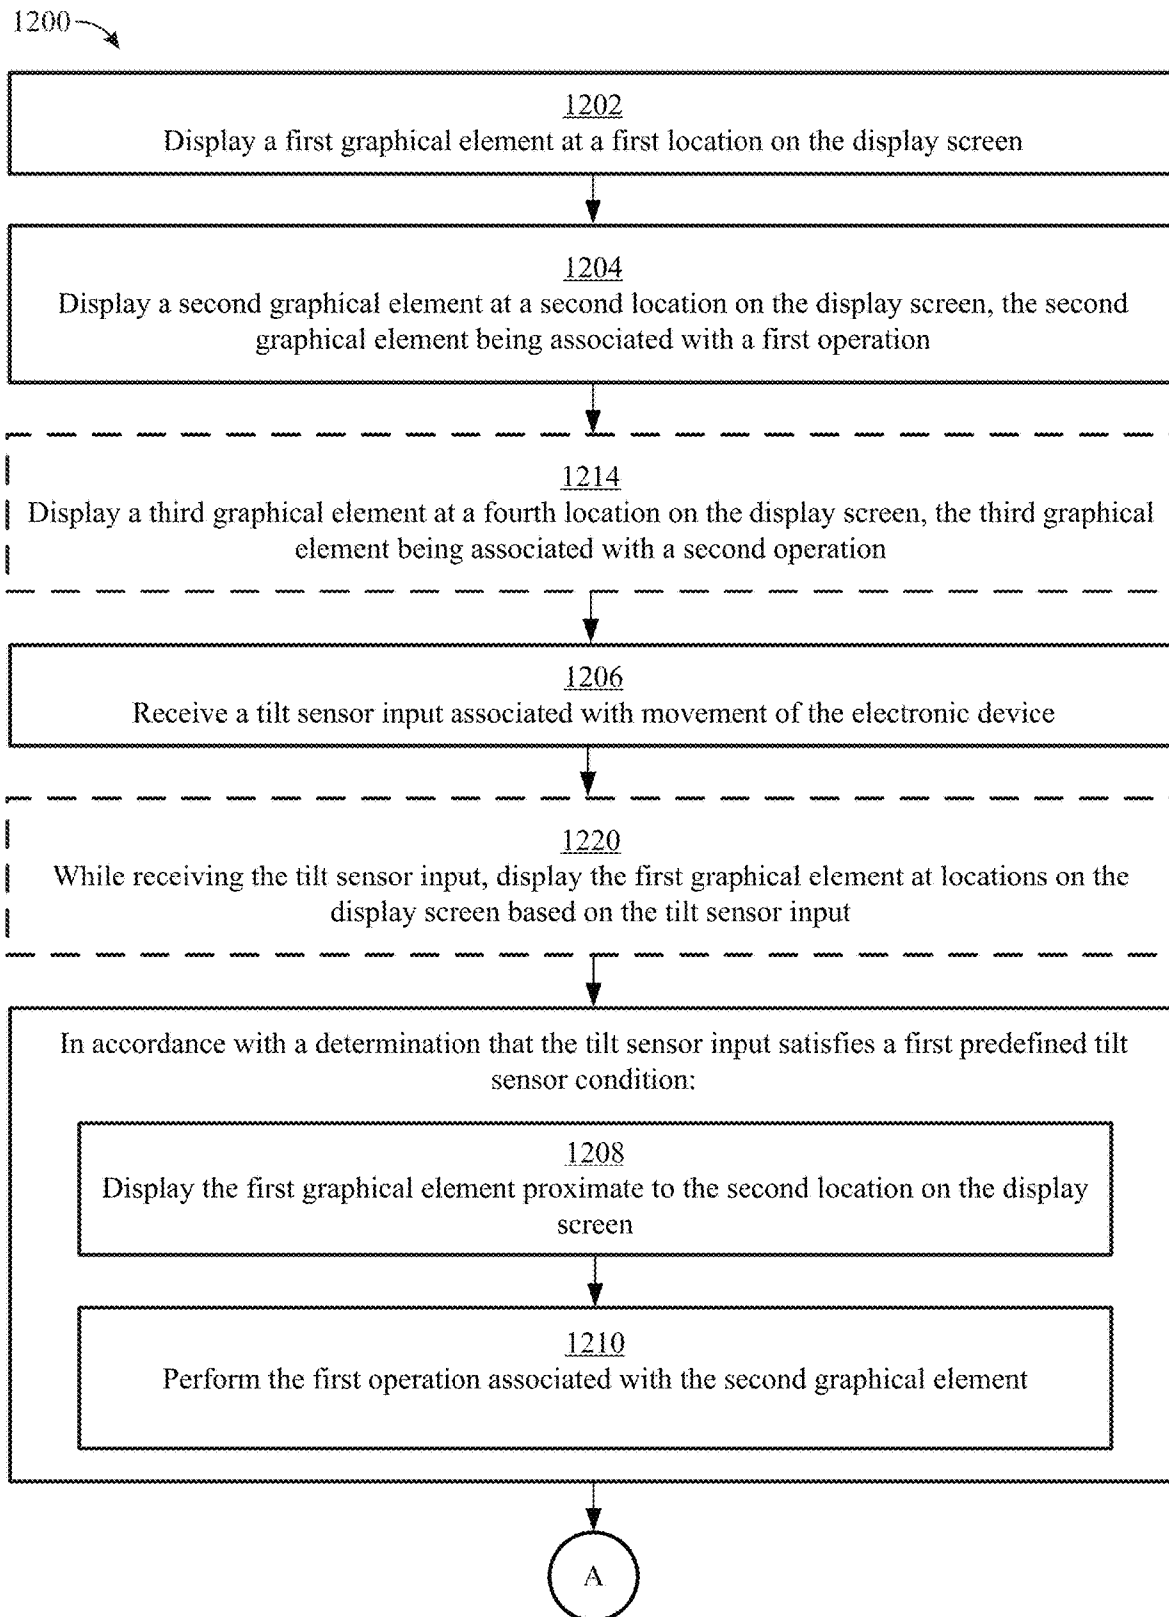 1200
1202
Display a first graphical element at a first location on the display screen
1204
Display a second graphical element at a second location on the display screen, the second
graphical element being associated with a first operation
1214
Display a third graphical element at a fourth location on the display screen, the third graphical
element being associated with a second operation
1206
Receive a tilt sensor input associated with movement of the electronic device
1220
While receiving the tilt sensor input, display the first graphical element at locations on the
display screen based on the tilt sensor input
In accordance with a determination that the tilt sensor input satisfies a first predefined tilt
sensor condition:
1208
Display the first graphical element proximate to the second location on the display
screen
1210
Perform the first operation associated with the second graphical element
A